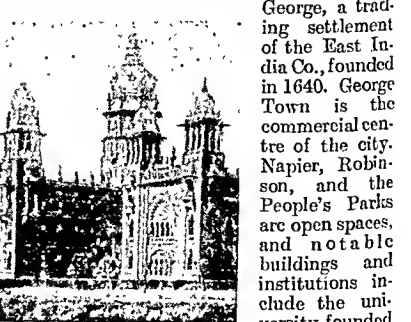 George, a trad-
ing settlement
of the East In-
dia Co., founded
in 1640. George
Town is the
commercial cen-
tre of the city.
Napier, Robin-
son, and the
People's Parks
are open spaces,
and notable
buildings and
institutions in-
clude the uni-
versity founded